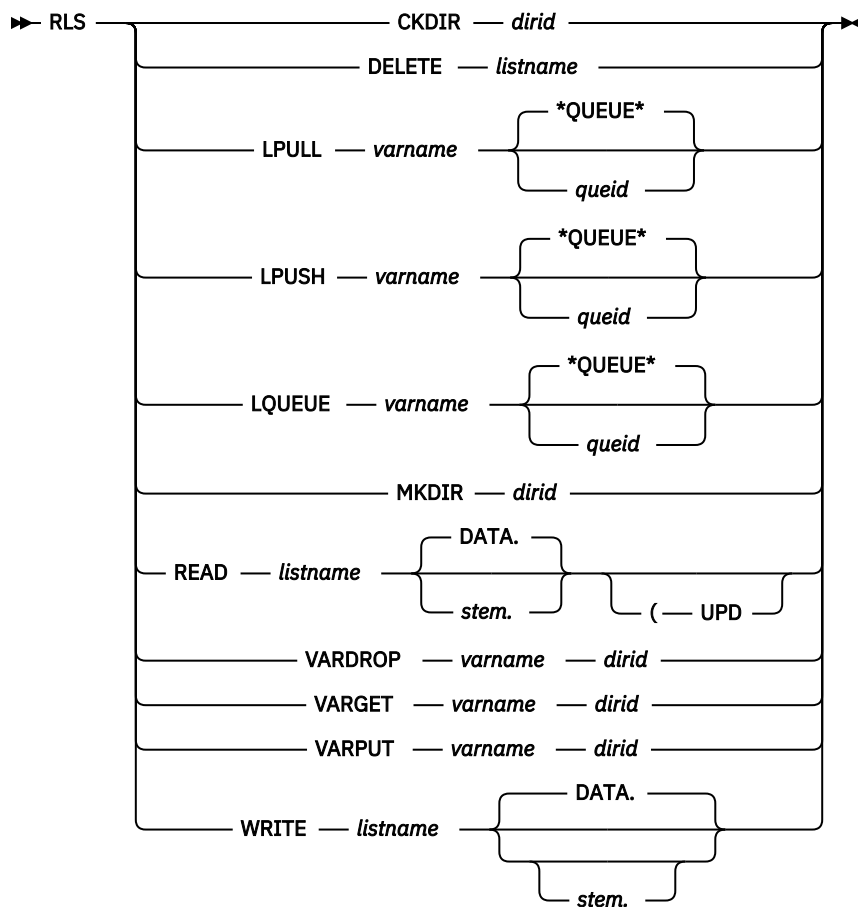 RLS CKDIR dirid
DELETE listname
*QUEUE*
LPULL varname
queid
*QUEUE*
LPUSH varname
queid
*QUEUE*
LQUEUE varname
queid
MKDIR dirid
DATA.
READ listname
stem. ( UPD
VARDROP varname dirid
VARGET varname dirid
VARPUT varname dirid
DATA.
WRITE listname
stem.